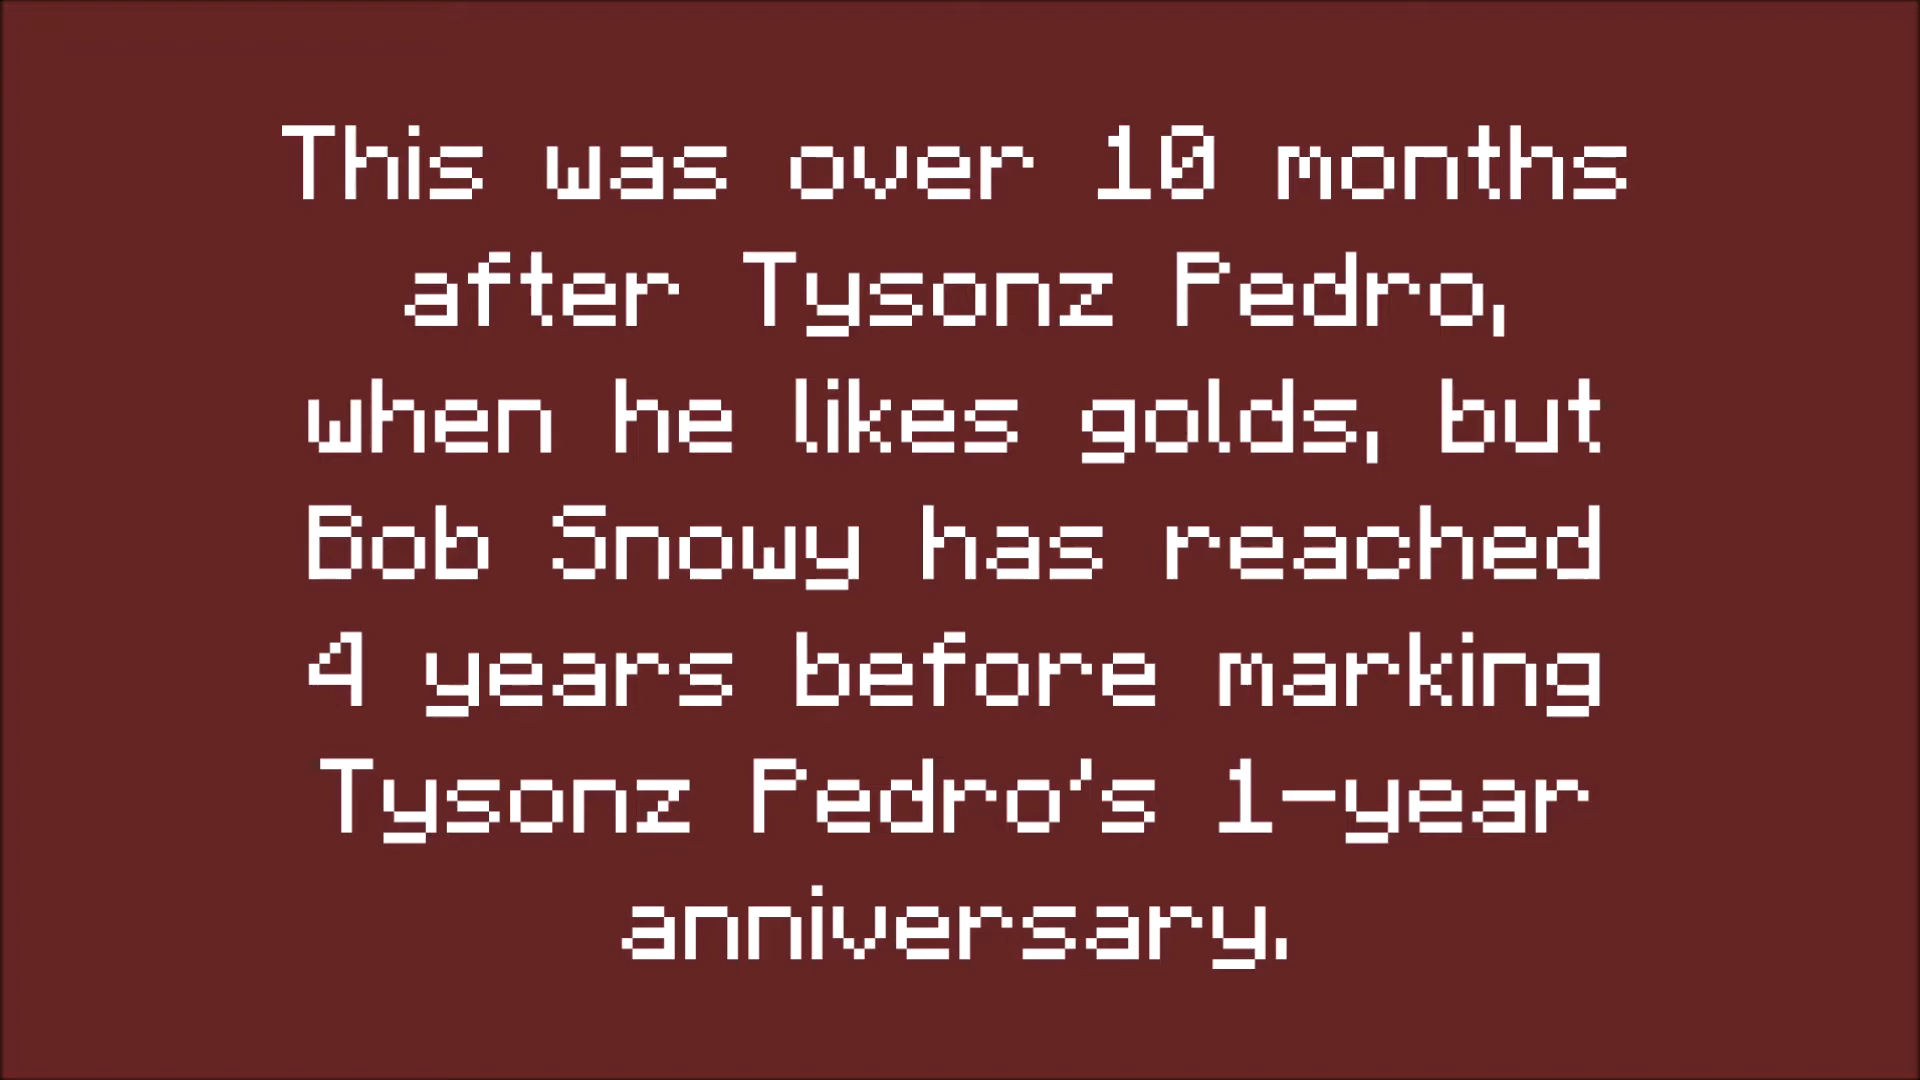 This was over 10 months
after Tysonz Pedro,
when he likes golds, but
Bob Snowy has reached
4 years before marking
Tysonz Pedro's 1-year
anniversary.